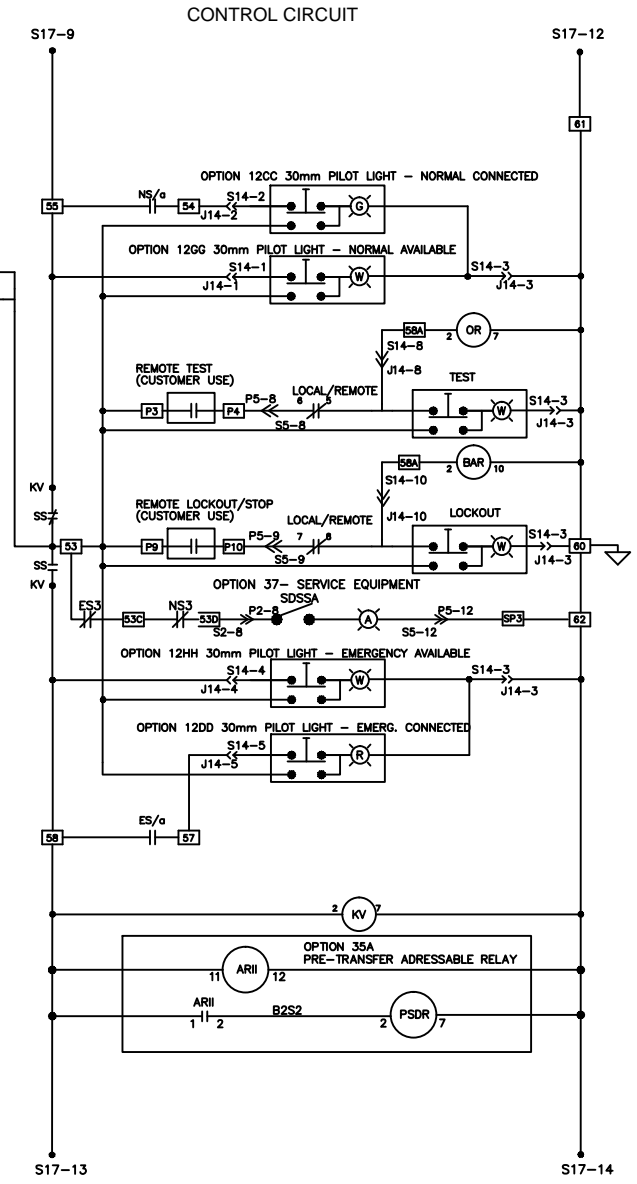 CONTROL CIRCUIT
S17-9
S17-12
61
OPTION 12CC 30mm PILOT LIGHT - NORMAL CONNECTED
55
NS/a
54
S14-2
J14-2
G
OPTION 12GG 30mm PILOT LIGHT - NORMAL AVAILABLE
S14-1
J14-1
W
S14-3
J14-3
58A
2
OR
7
S14-8
J14-8
REMOTE TEST
(CUSTOMER USE)
LOCAL/REMOTE
TEST
P3
P4
P5-8
S5-8
6
5
W
S14-3
J14-3
58A
2
BAR
10
S14-10
J14-10
KV
SS
REMOTE LOCKOUT/STOP
(CUSTOMER USE)
LOCAL/REMOTE
LOCKOUT
53
P9
P10
P5-9
S5-9
7
8
W
S14-3
J14-3
60
SS
KV
OPTION 37- SERVICE EQUIPMENT
SDSSA
ES3
53C
NS3
53D
P2-8
S2-8
A
P5-12
S5-12
SP3
62
OPTION 12HH 30mm PILOT LIGHT - EMERGENCY AVAILABLE
S14-4
J14-4
W
S14-3
J14-3
OPTION 12DD 30mm PILOT LIGHT - EMERG. CONNECTED
S14-5
J14-5
R
58
ES/a
57
2
KV
7
OPTION 35A
PRE-TRANSFER ADRESSABLE RELAY
11
ARII
12
ARII
1
2
B2S2
2
PSDR
7
S17-13
S17-14